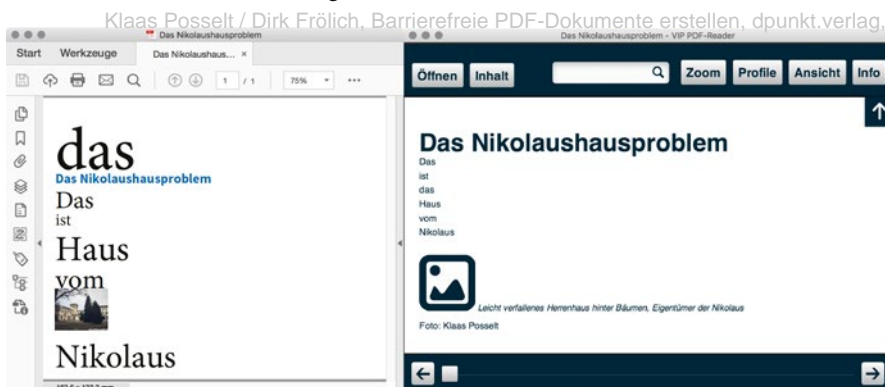 Klaas Posselt / Dirk Frölich, Barrierefreie PDF-Dokumente erstellen, dpunkt.verlag,
Das Nikolaushausproblem
Start Werkzeuge Das Nikolaushaus... ×
1 / 1 75%
das
Das Nikolaushausproblem
Das
ist
Haus
vom
Nikolaus
Das Nikolaushausproblem - VIP PDF-Reader
Öffnen Inhalt Zoom Profile Ansicht Info
Das Nikolaushausproblem
Das
ist
das
Haus
vom
Nikolaus
Leicht verfallenes Herrenhaus hinter Bäumen, Eigentümer der Nikolaus
Foto: Klaas Posselt